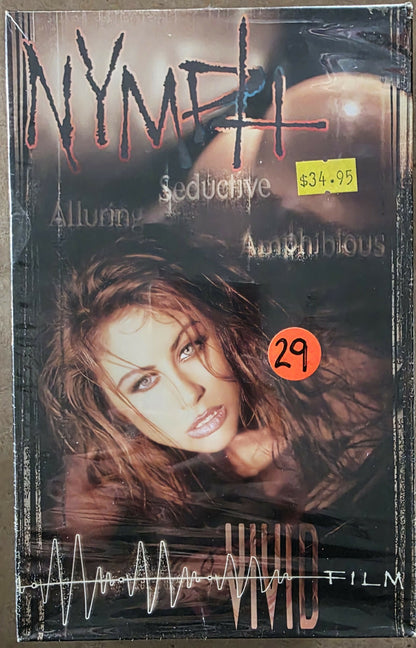 NYMPH
Seductive
$34.95
Alluring
Amphibious
29
VIVID
FILM